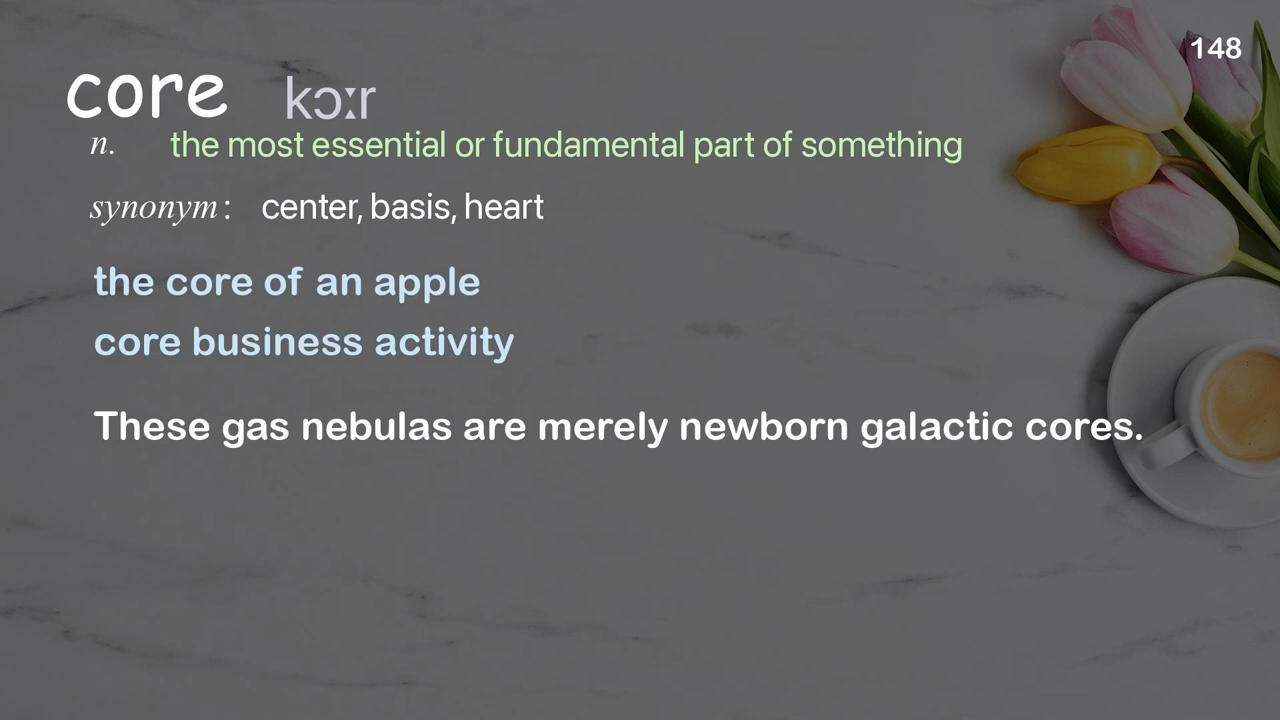 148
core kɔːr
n. the most essential or fundamental part of something
synonym: center, basis, heart
the core of an apple
core business activity
These gas nebulas are merely newborn galactic cores.